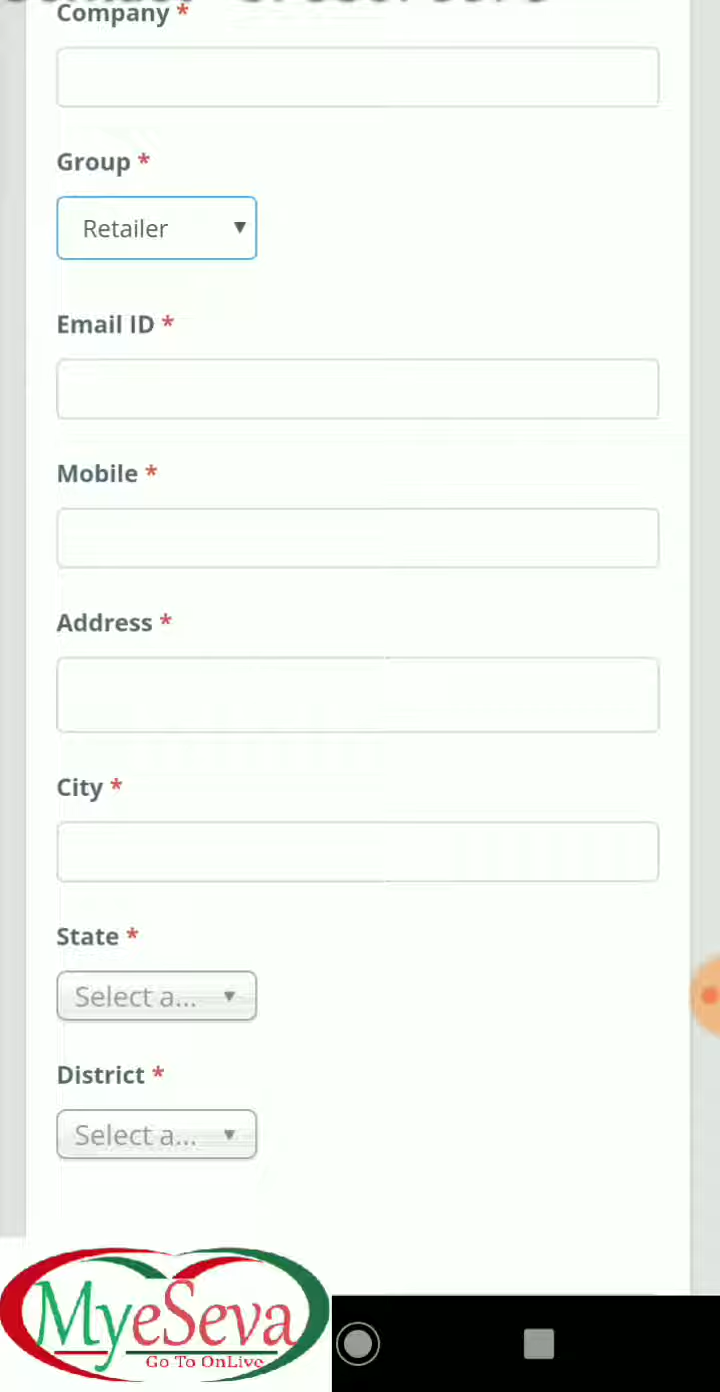 Company *
Group *
Retailer
Email ID *
Mobile *
Address *
City *
State *
Select a...
District *
Select a...
MyeSeva
Go To OnLive